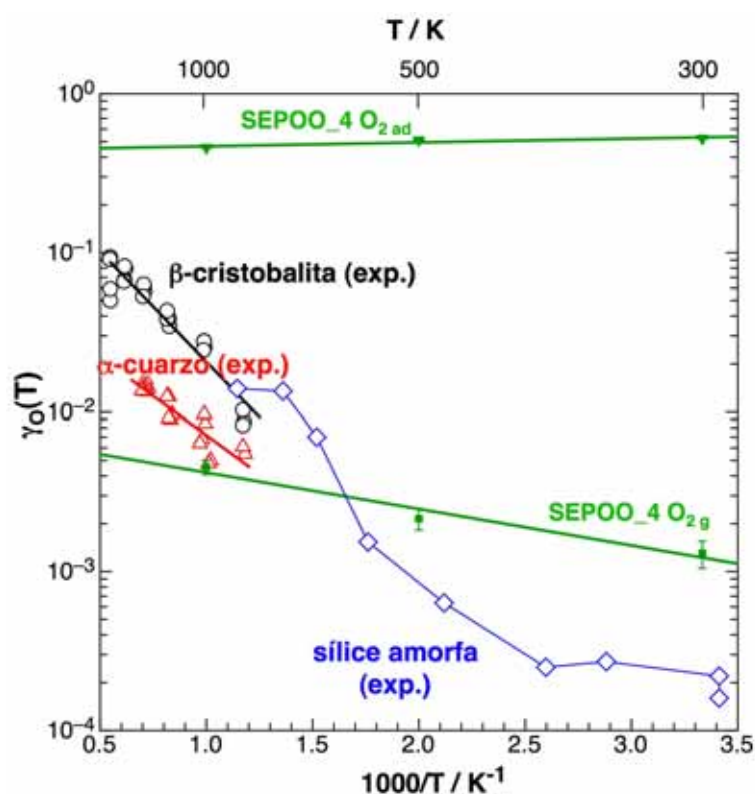 T / K
1000 500 300
10⁰
SEPOO_4 O₂ ad
10⁻¹
β-cristobalita (exp.)
α-cuarzo (exp.)
γO(T)
10⁻²
SEPOO_4 O₂ g
10⁻³
sílice amorfa
(exp.)
10⁻⁴
0.5 1.0 1.5 2.0 2.5 3.0 3.5
1000/T / K⁻¹